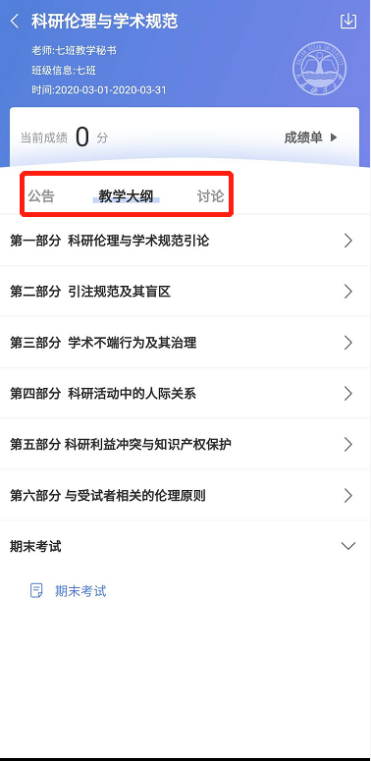 科研伦理与学术规范
老师:七班教学秘书
班级信息:七班
时间:2020-03-01-2020-03-31
当前成绩 0 分 成绩单
公告 教学大纲 讨论
第一部分 科研伦理与学术规范引论
第二部分 引注规范及其盲区
第三部分 学术不端行为及其治理
第四部分 科研活动中的人际关系
第五部分 科研利益冲突与知识产权保护
第六部分 与受试者相关的伦理原则
期末考试
期末考试